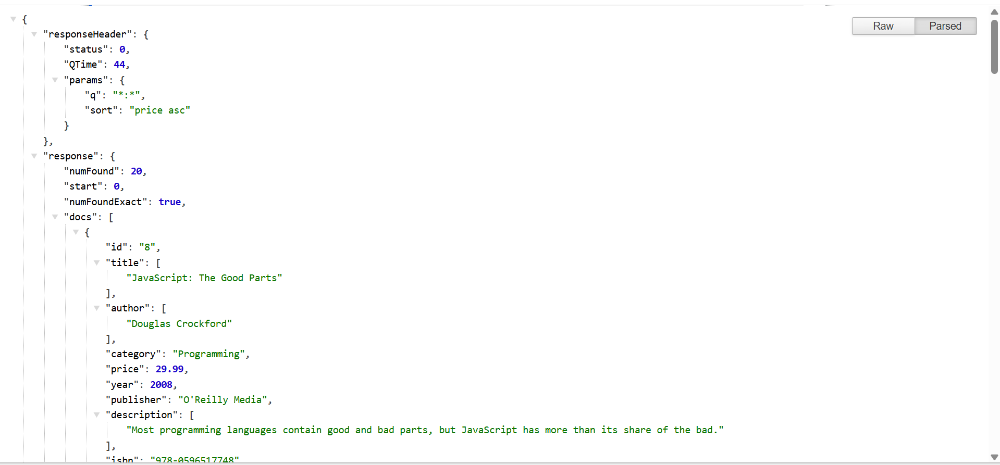 {
Raw Parsed
"responseHeader": {
"status": 0,
"QTime": 44,
"params": {
"q": "*:*",
"sort": "price asc"
}
},
"response": {
"numFound": 20,
"start": 0,
"numFoundExact": true,
"docs": [
{
"id": "8",
"title": [
"JavaScript: The Good Parts"
],
"author": [
"Douglas Crockford"
],
"category": "Programming",
"price": 29.99,
"year": 2008,
"publisher": "O'Reilly Media",
"description": [
"Most programming languages contain good and bad parts, but JavaScript has more than its share of the bad."
],
"isbn": "978-0596517748"